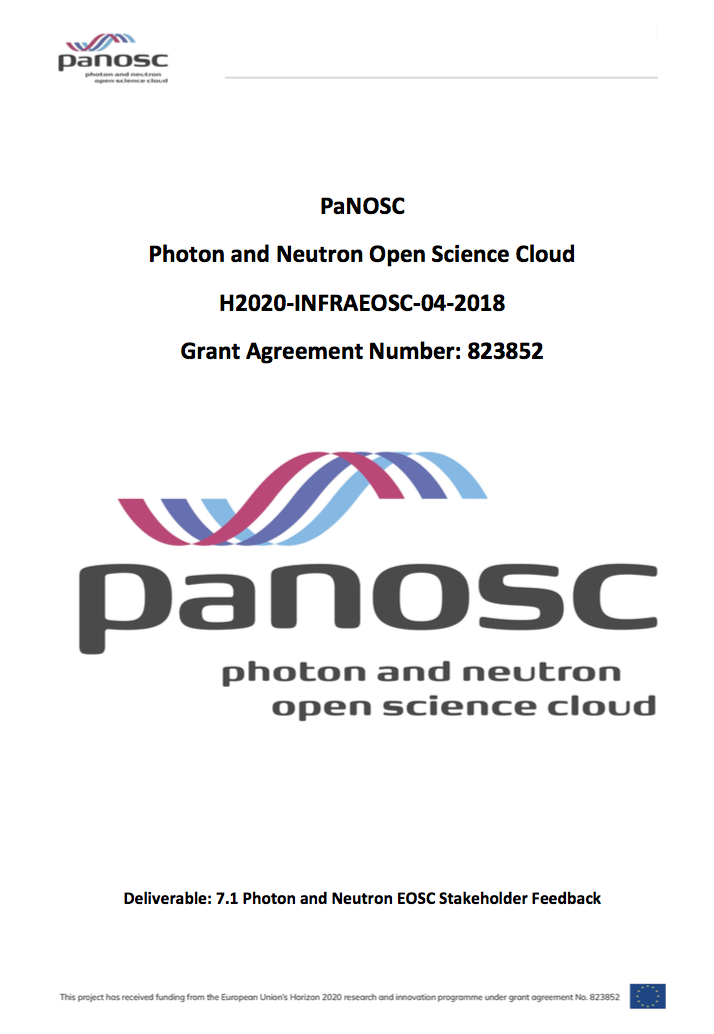 panosc
photon and neutron
open science cloud
PaNOSC
Photon and Neutron Open Science Cloud
H2020-INFRAEOSC-04-2018
Grant Agreement Number: 823852
panosc
photon and neutron
open science cloud
Deliverable: 7.1 Photon and Neutron EOSC Stakeholder Feedback
This project has received funding from the European Union's Horizon 2020 research and innovation programme under grant agreement No. 823852